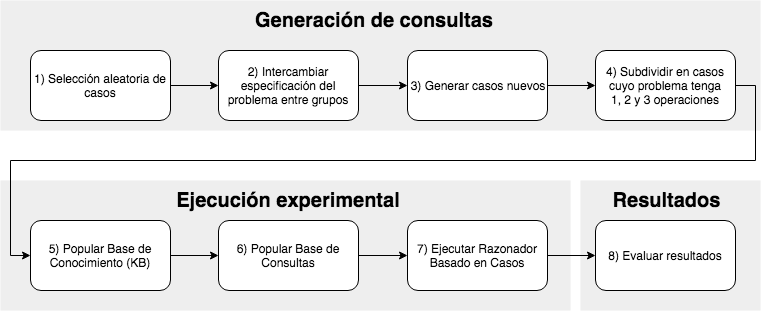 Generación de consultas
1) Selección aleatoria de
casos
2) Intercambiar
especificación del
problema entre grupos
3) Generar casos nuevos
4) Subdividir en casos
cuyo problema tenga
1, 2 y 3 operaciones
Ejecución experimental
5) Popular Base de
Conocimiento (KB)
6) Popular Base de
Consultas
7) Ejecutar Razonador
Basado en Casos
Resultados
8) Evaluar resultados